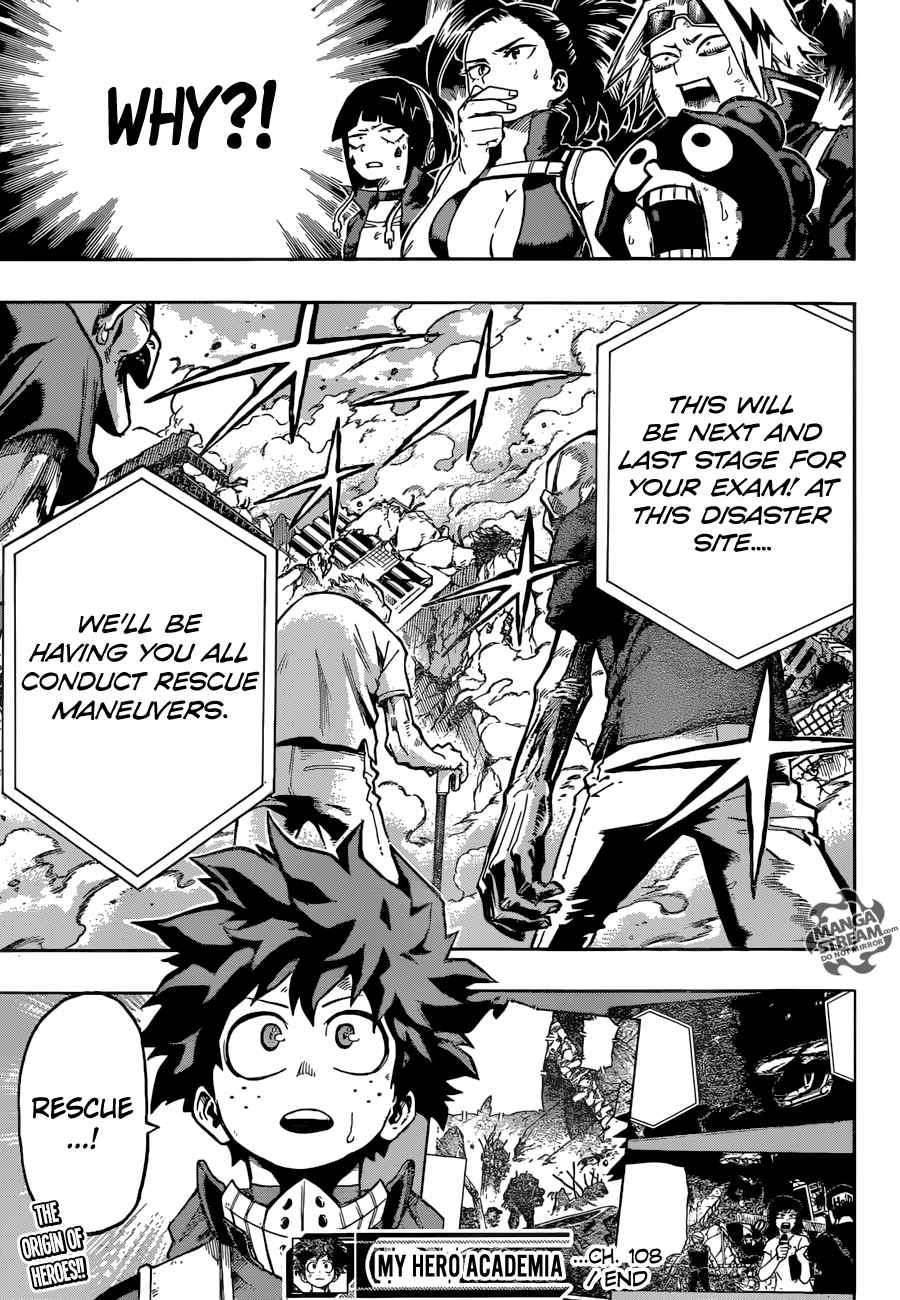 WHY?!
THIS WILL
BE NEXT AND
LAST STAGE FOR
YOUR EXAM! AT
THIS DISASTER
SITE....
WE'LL BE
HAVING YOU ALL
CONDUCT RESCUE
MANEUVERS.
MANGA
STREAM.com
DO NOT MIRROR
RESCUE
...!
THE
ORIGIN OF
HEROES!!
MY HERO ACADEMIA
...CH. 108
/ END